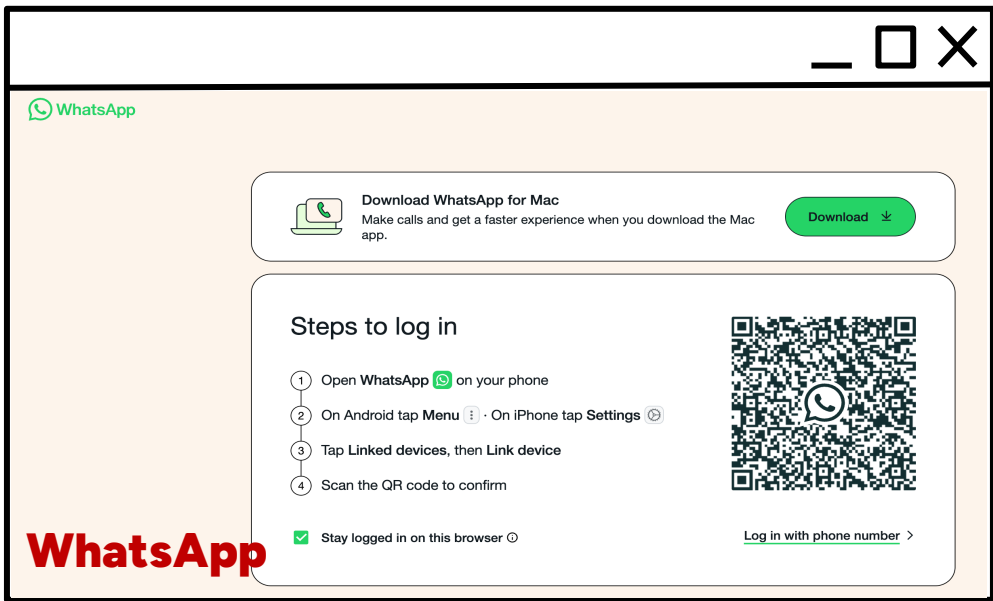 WhatsApp
Download WhatsApp for Mac
Make calls and get a faster experience when you download the Mac
app.
Download
Steps to log in
1 Open WhatsApp on your phone
2 On Android tap Menu · On iPhone tap Settings
3 Tap Linked devices, then Link device
4 Scan the QR code to confirm
Stay logged in on this browser
Log in with phone number
WhatsApp